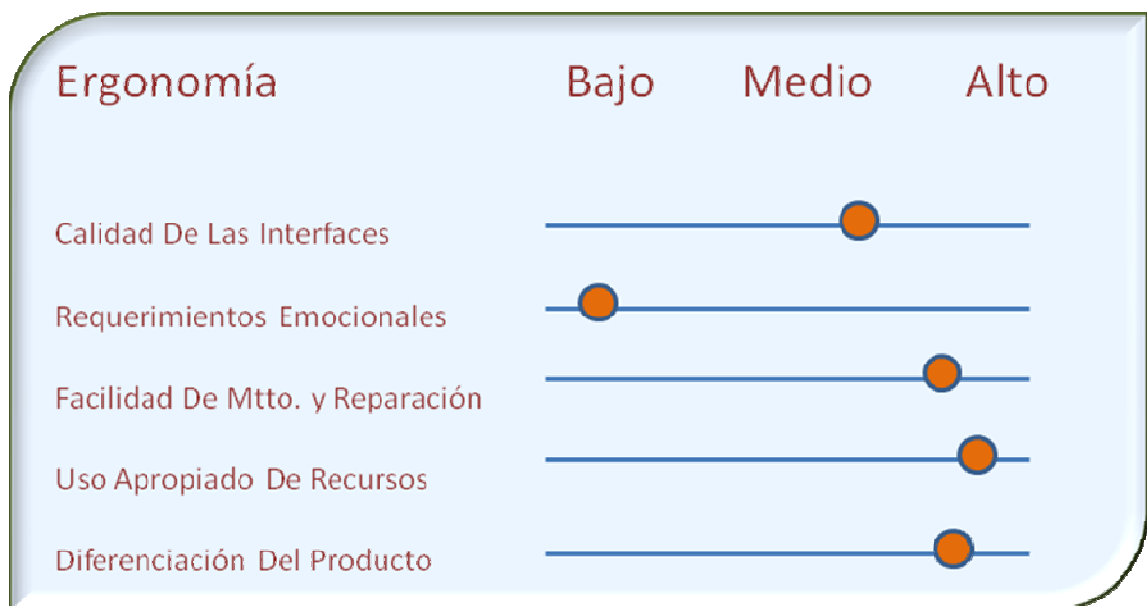 Ergonomía Bajo Medio Alto
Calidad De Las Interfaces
Requerimientos Emocionales
Facilidad De Mtto. y Reparación
Uso Apropiado De Recursos
Diferenciación Del Producto